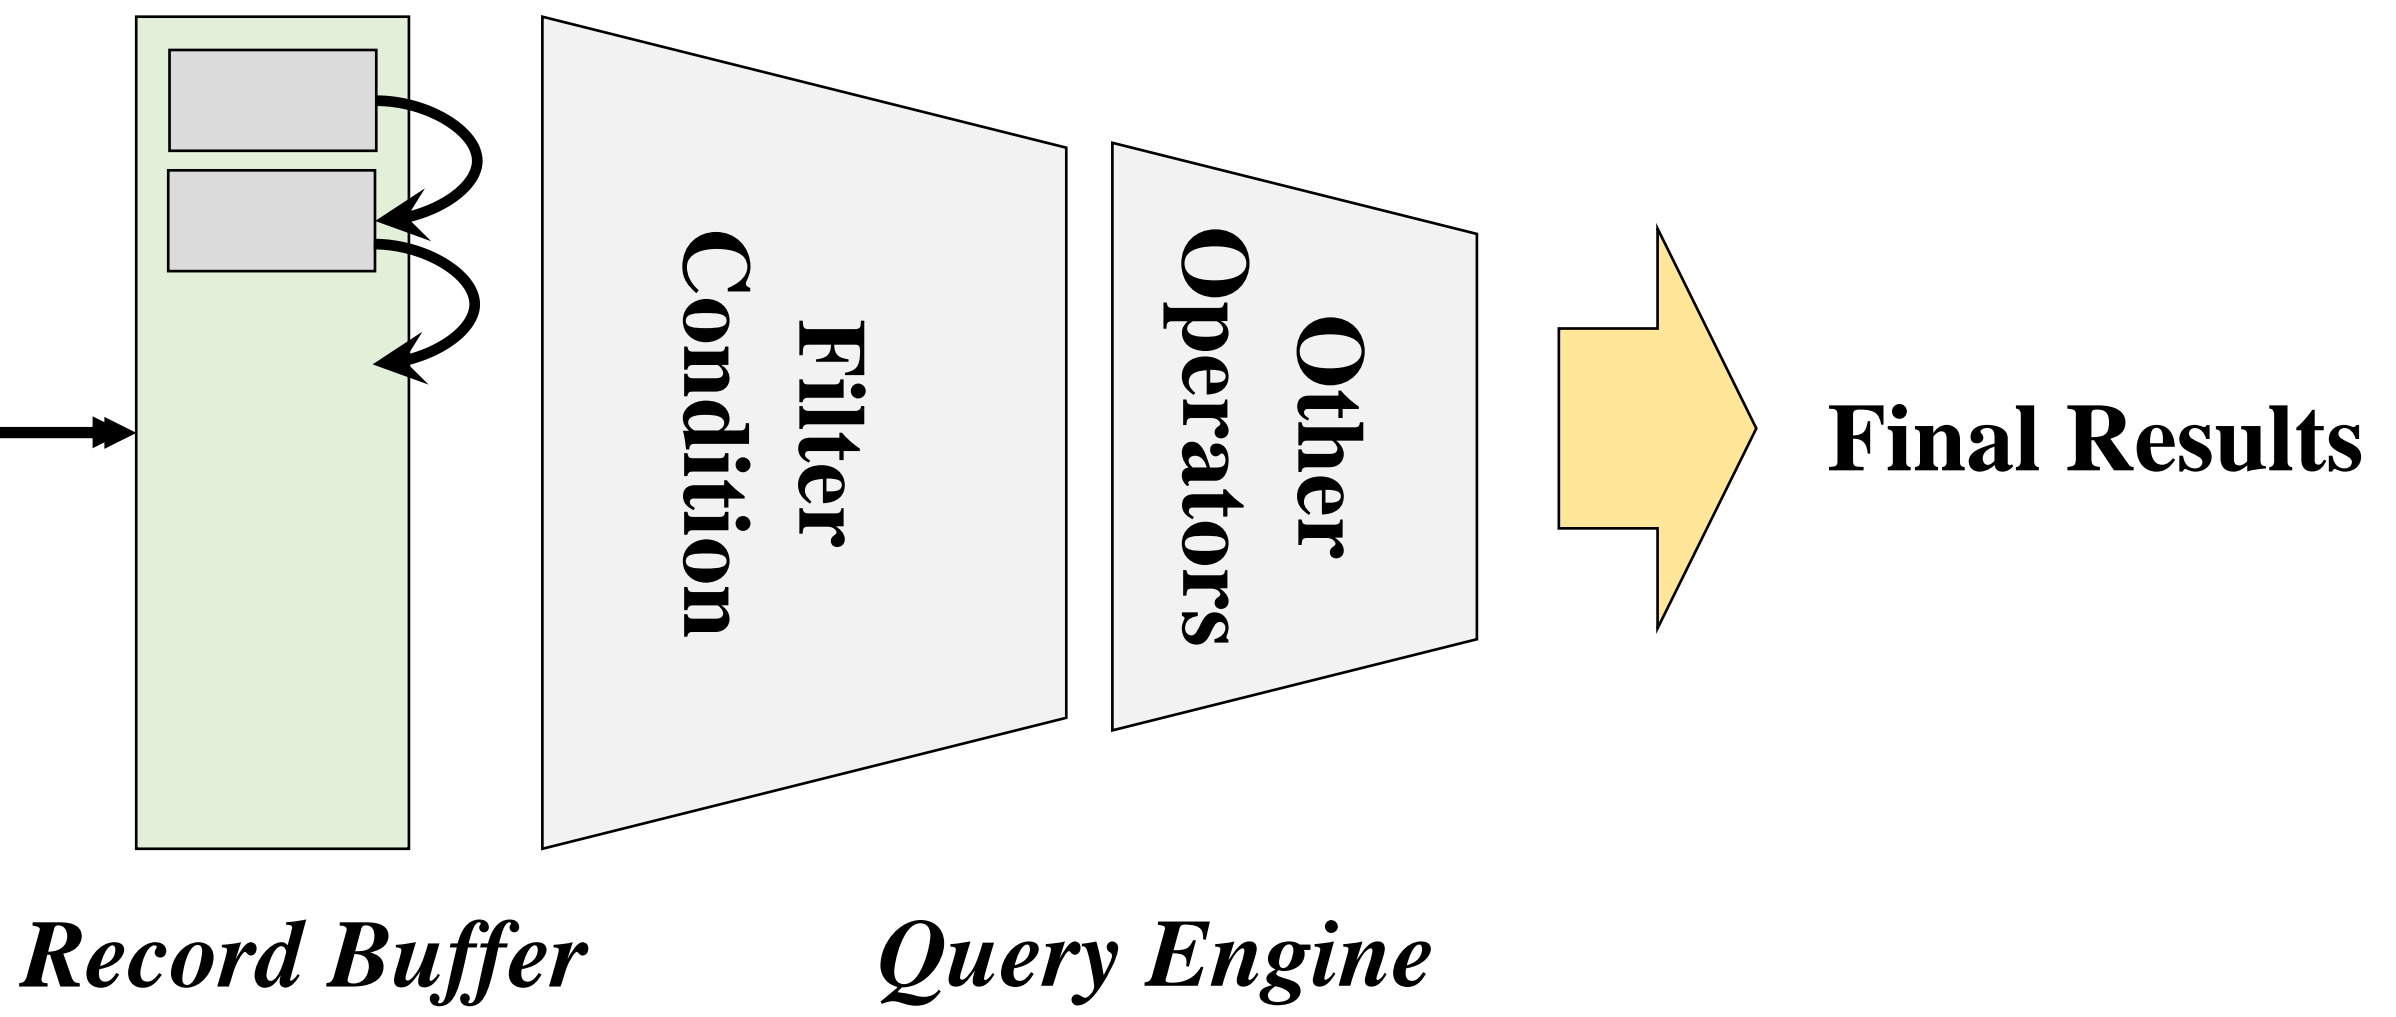 Filter
Condition
Other
Operators
Final Results
Record Buffer
Query Engine